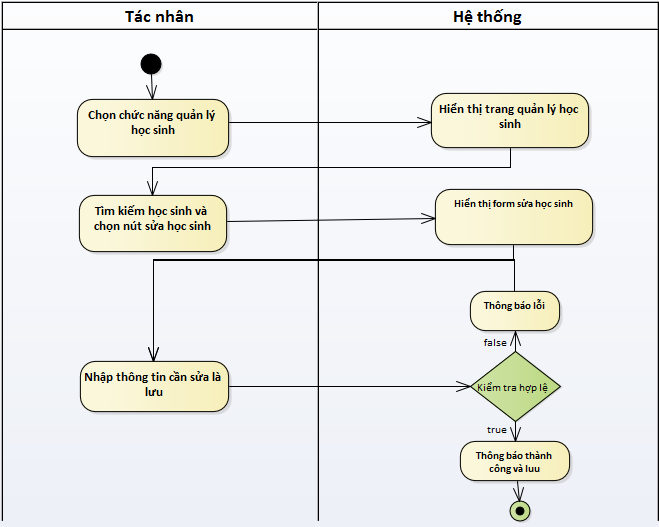 Tác nhân
Hệ thống
Chọn chức năng quản lý
học sinh
Hiển thị trang quản lý học
sinh
Tìm kiếm học sinh và
chọn nút sửa học sinh
Hiển thị form sửa học sinh
Thông báo lỗi
false
Nhập thông tin cần sửa là
lưu
Kiểm tra hợp lệ
true
Thông báo thành
công và luu